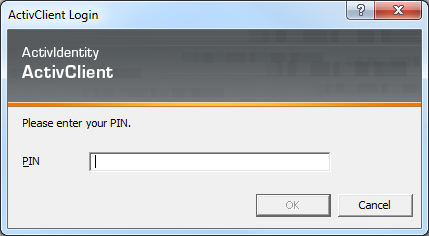 ActivClient Login
?
ActivIdentity
ActivClient
Please enter your PIN.
PIN
OK
Cancel